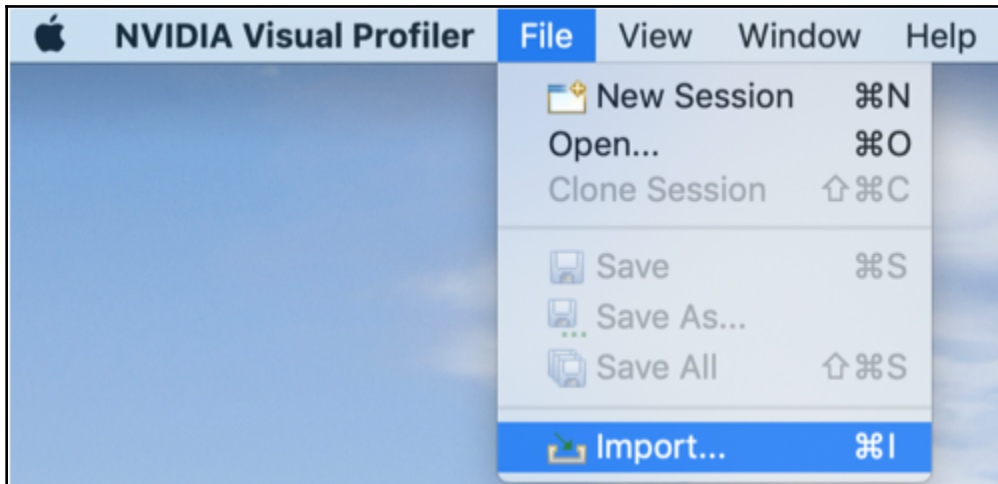 NVIDIA Visual Profiler File View Window Help
New Session ⌘N
Open... ⌘O
Clone Session ⇧⌘C
Save ⌘S
Save As...
Save All ⇧⌘S
Import... ⌘I